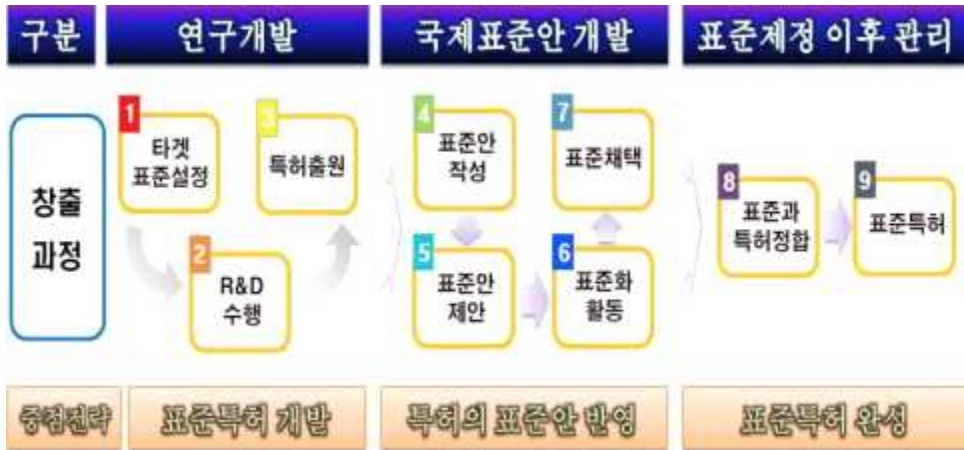 구분
연구개발
국제표준안 개발
표준제정 이후 관리
창출
과정
1
타겟
표준설정
2
R&D
수행
3
특허출원
4
표준안
작성
5
표준안
제안
6
표준화
활동
7
표준채택
8
표준과
특허정합
9
표준특허
중점전략
표준특허 개발
특허의 표준안 반영
표준특허 완성